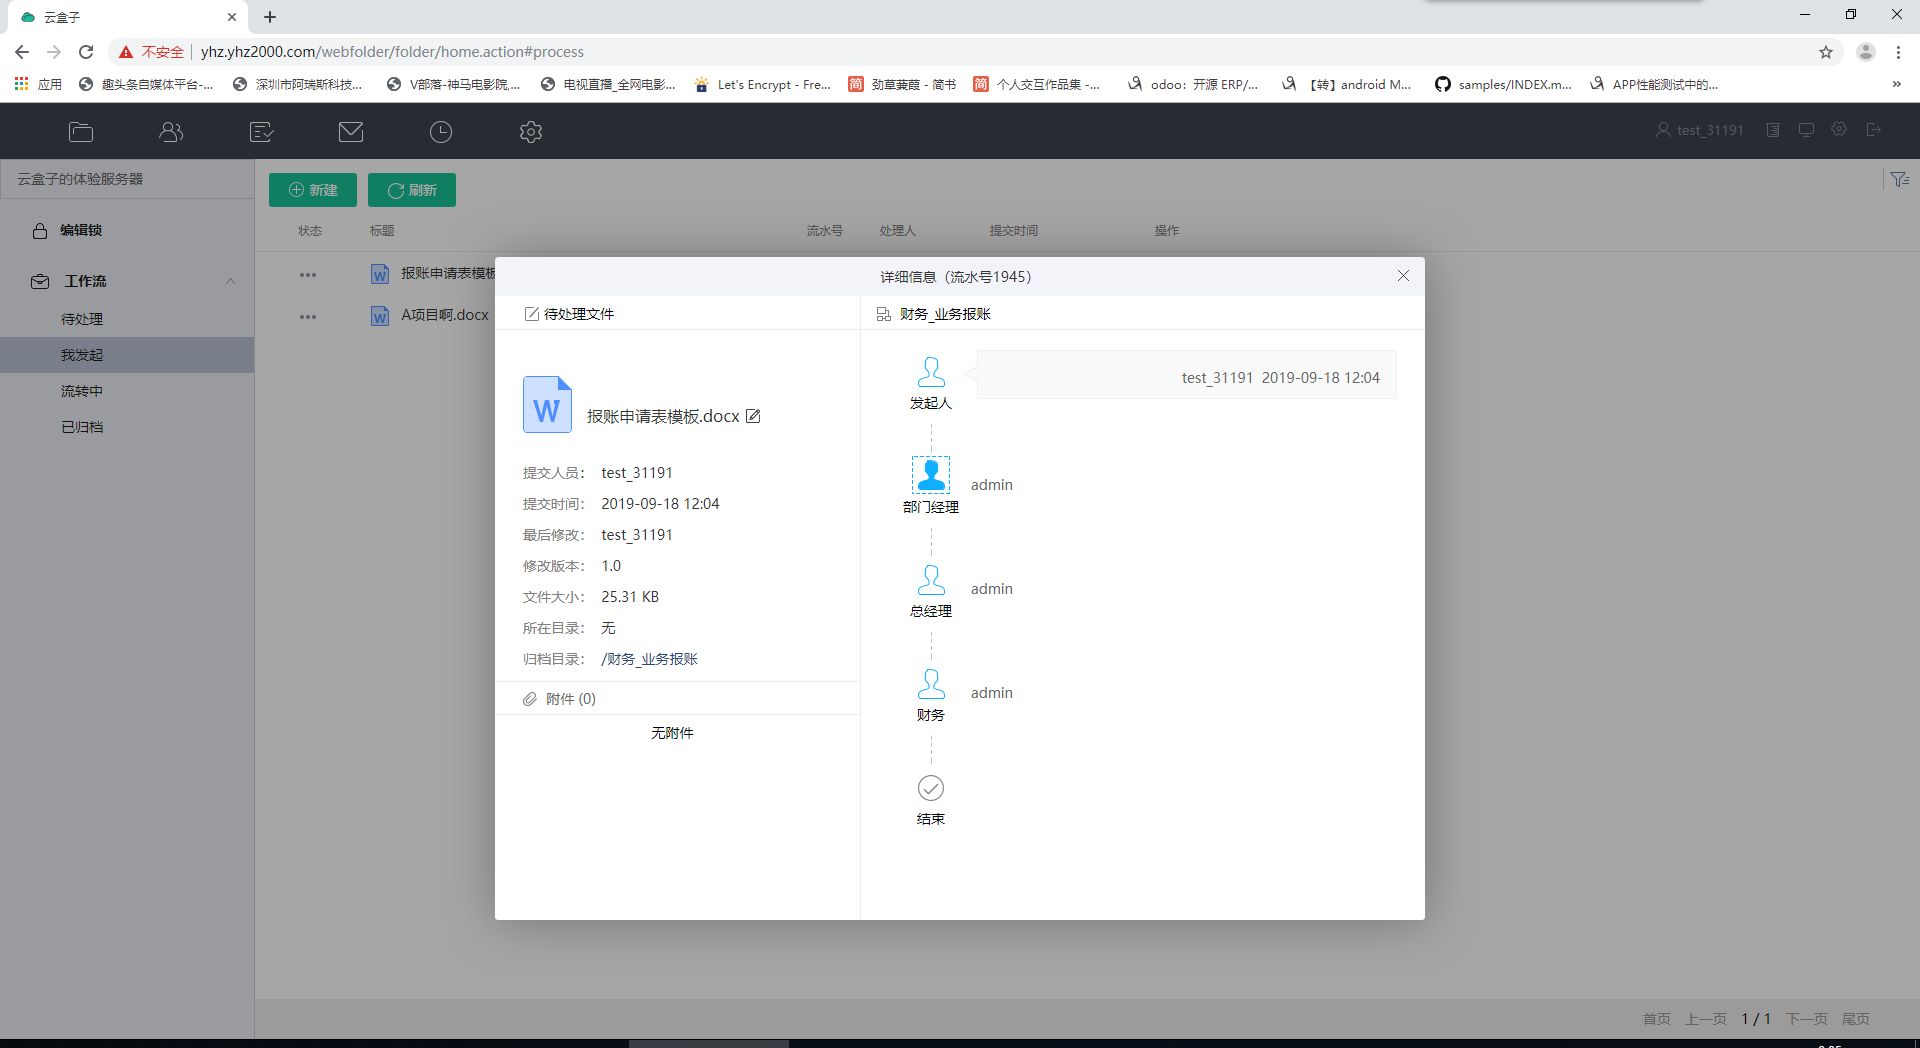 云盒子
不安全
yhz.yhz2000.com/webfolder/folder/home.action#process
应用
趣头条自媒体平台-...
深圳市阿瑞斯科技...
V部落-神马电影院,...
电视直播_全网电影...
Let's Encrypt - Fre...
简
劲草蒹葭 - 简书
简
个人交互作品集 -...
odoo：开源 ERP/...
【转】android M...
samples/INDEX.m...
APP性能测试中的...
»
test_31191
云盒子的体验服务器
新建
刷新
编辑锁
状态
标题
流水号
处理人
提交时间
操作
工作流
待处理
我发起
流转中
已归档
报账申请表模板
A项目啊.docx
详细信息（流水号1945）
待处理文件
财务_业务报账
W
报账申请表模板.docx
提交人员： test_31191
提交时间： 2019-09-18 12:04
最后修改： test_31191
修改版本： 1.0
文件大小： 25.31 KB
所在目录： 无
归档目录： /财务_业务报账
附件 (0)
无附件
test_31191 2019-09-18 12:04
发起人
admin
部门经理
admin
总经理
admin
财务
结束
首页 上一页 1 / 1 下一页 尾页